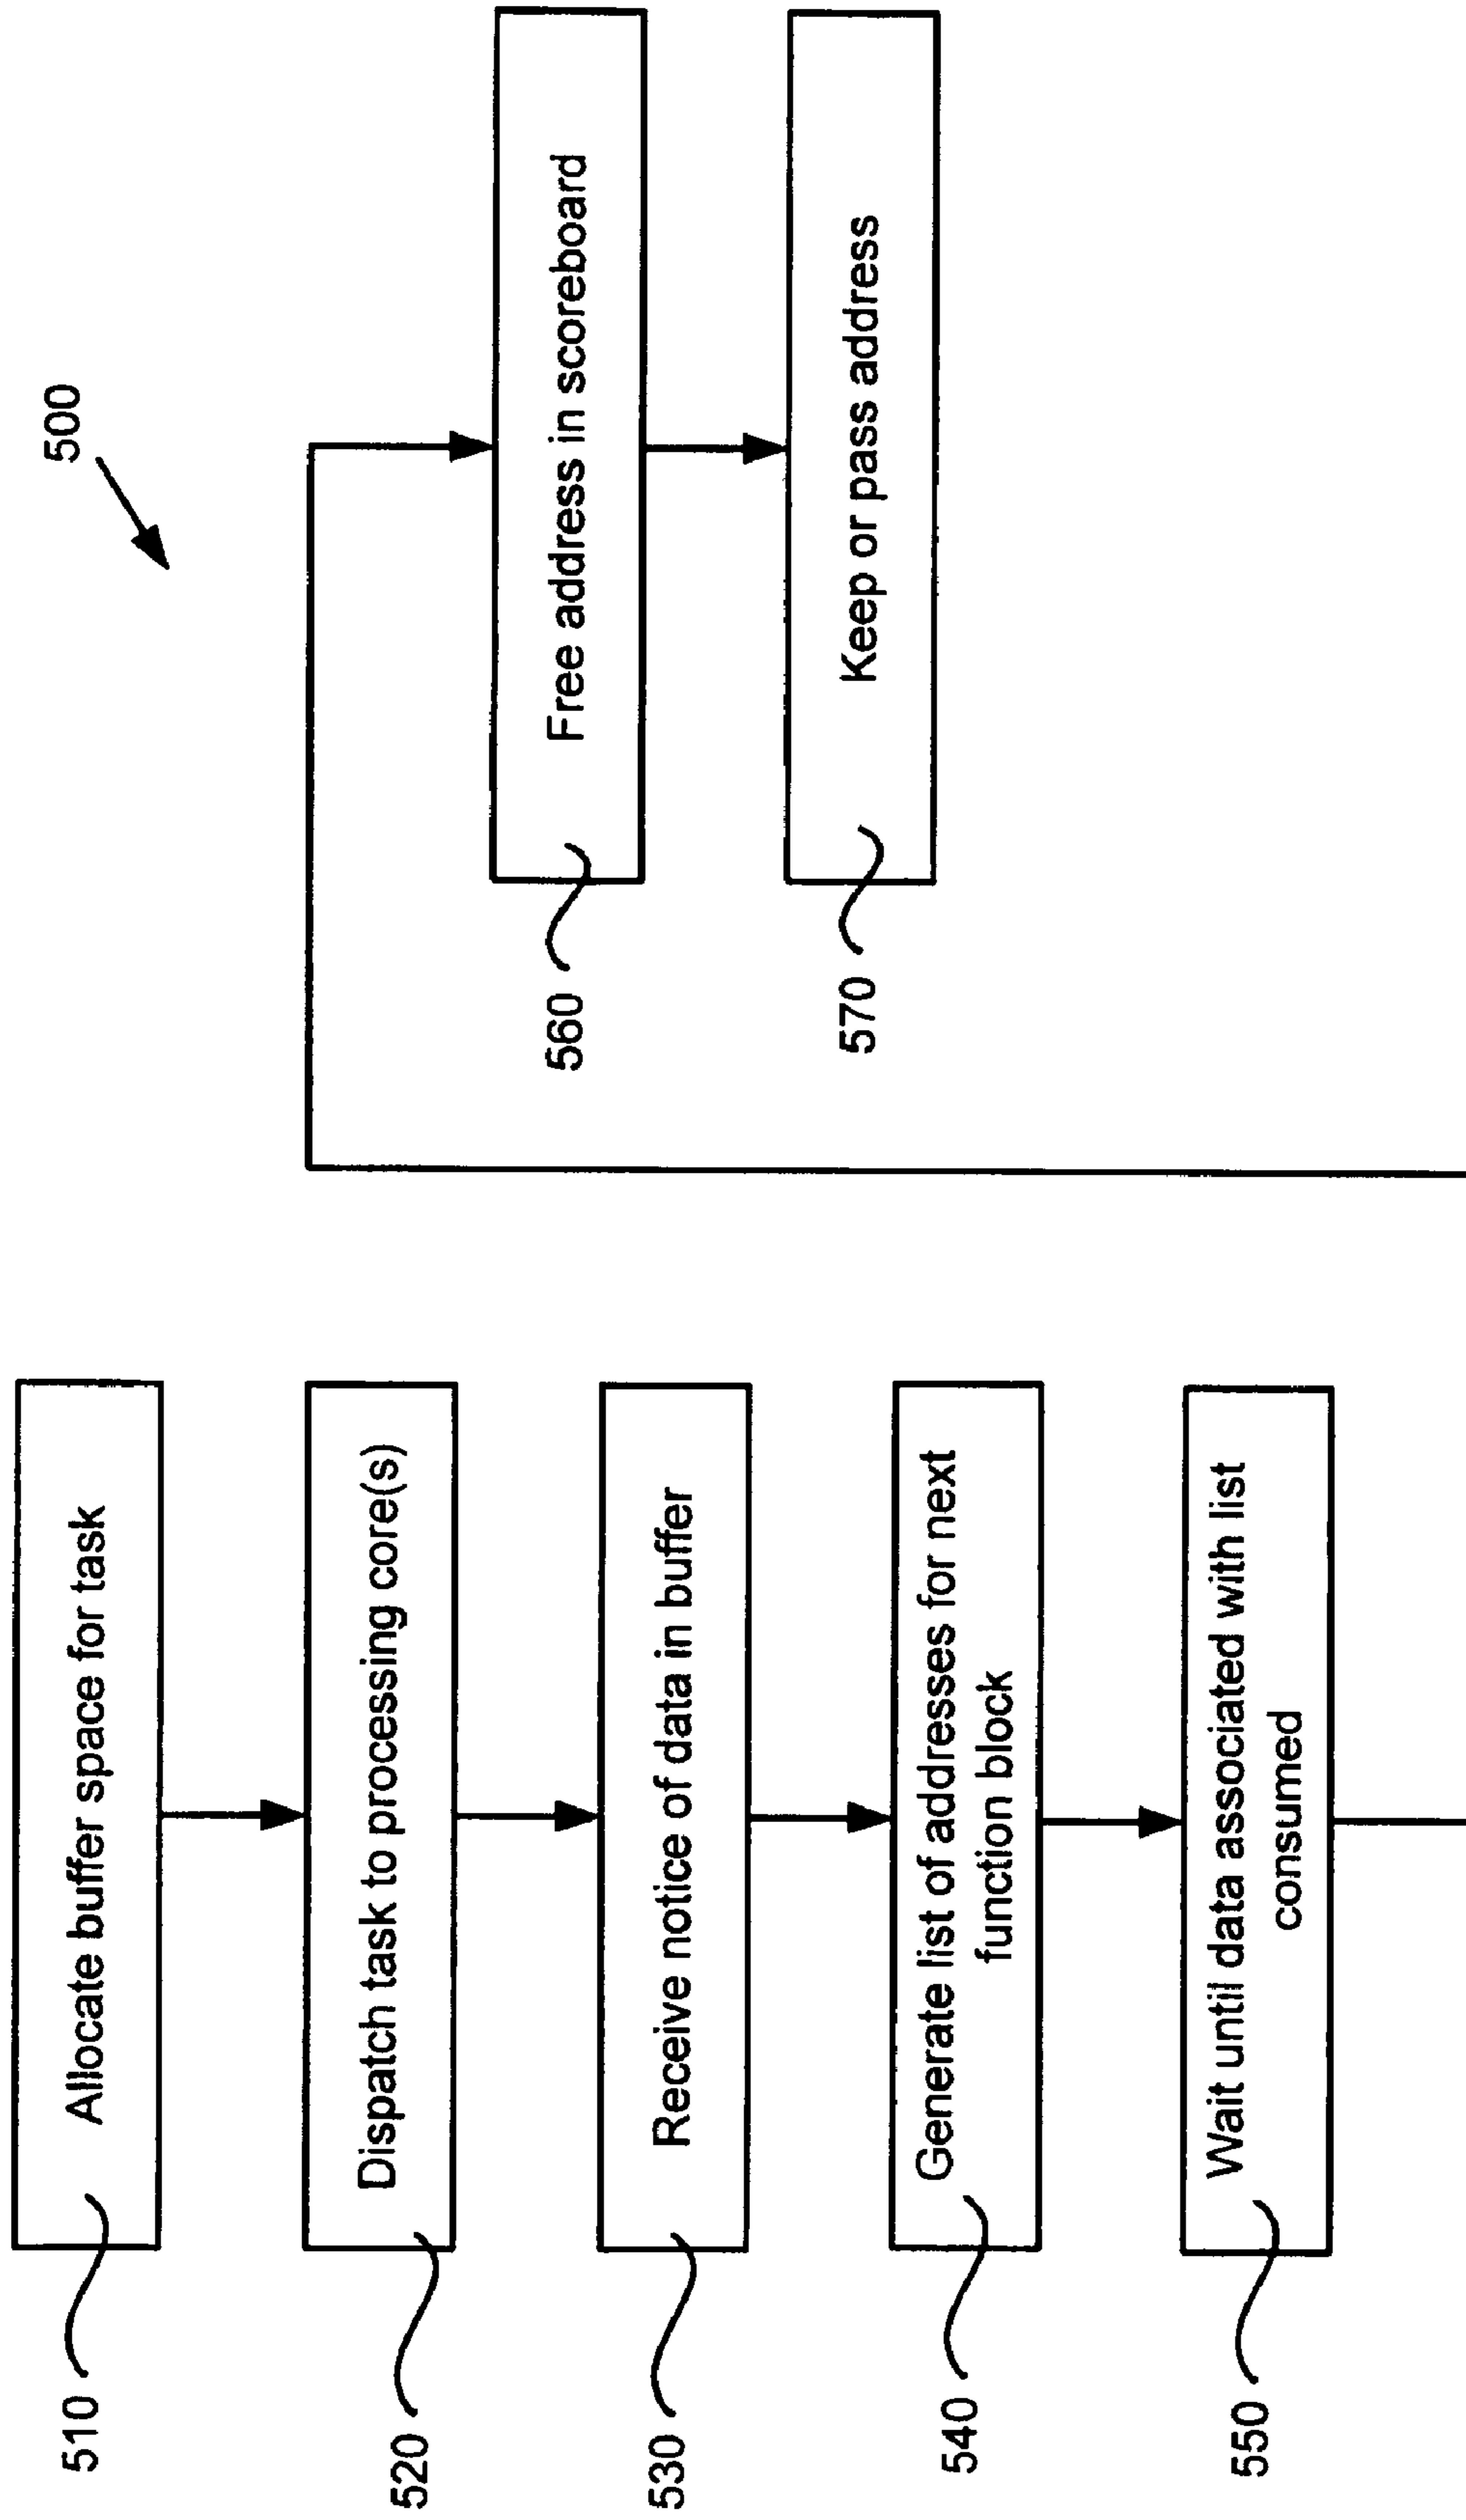 500
510
Allocate buffer space for task
520
Dispatch task to processing core(s)
530
Receive notice of data in buffer
540
Generate list of addresses for next
function block
550
Wait until data associated with list
consumed
560
Free address in scoreboard
570
Keep or pass address